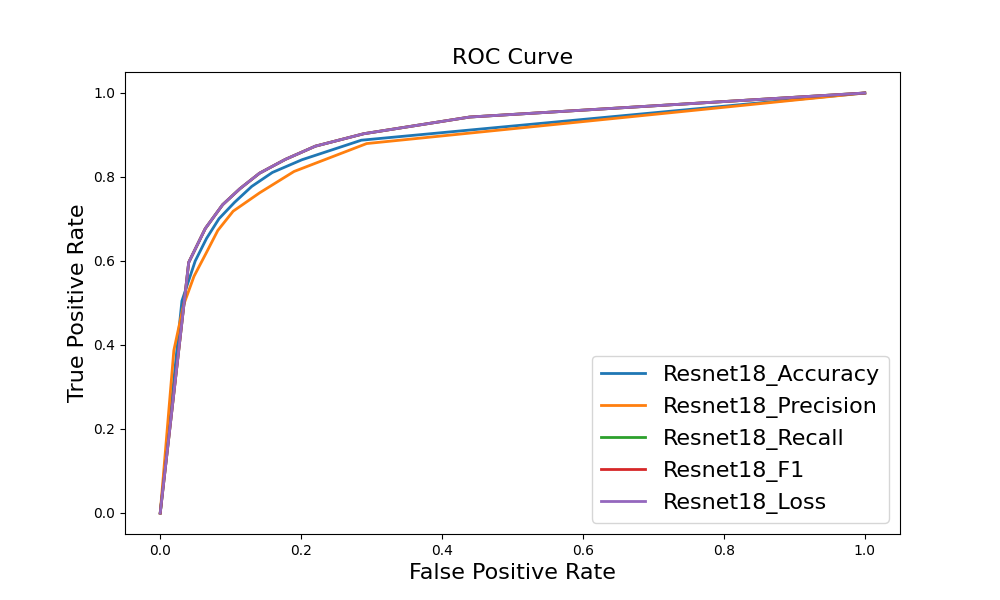 ROC Curve
True Positive Rate
1.0
0.8
0.6
0.4
0.2
0.0
Resnet18_Accuracy
Resnet18_Precision
Resnet18_Recall
Resnet18_F1
Resnet18_Loss
0.0 0.2 0.4 0.6 0.8 1.0
False Positive Rate